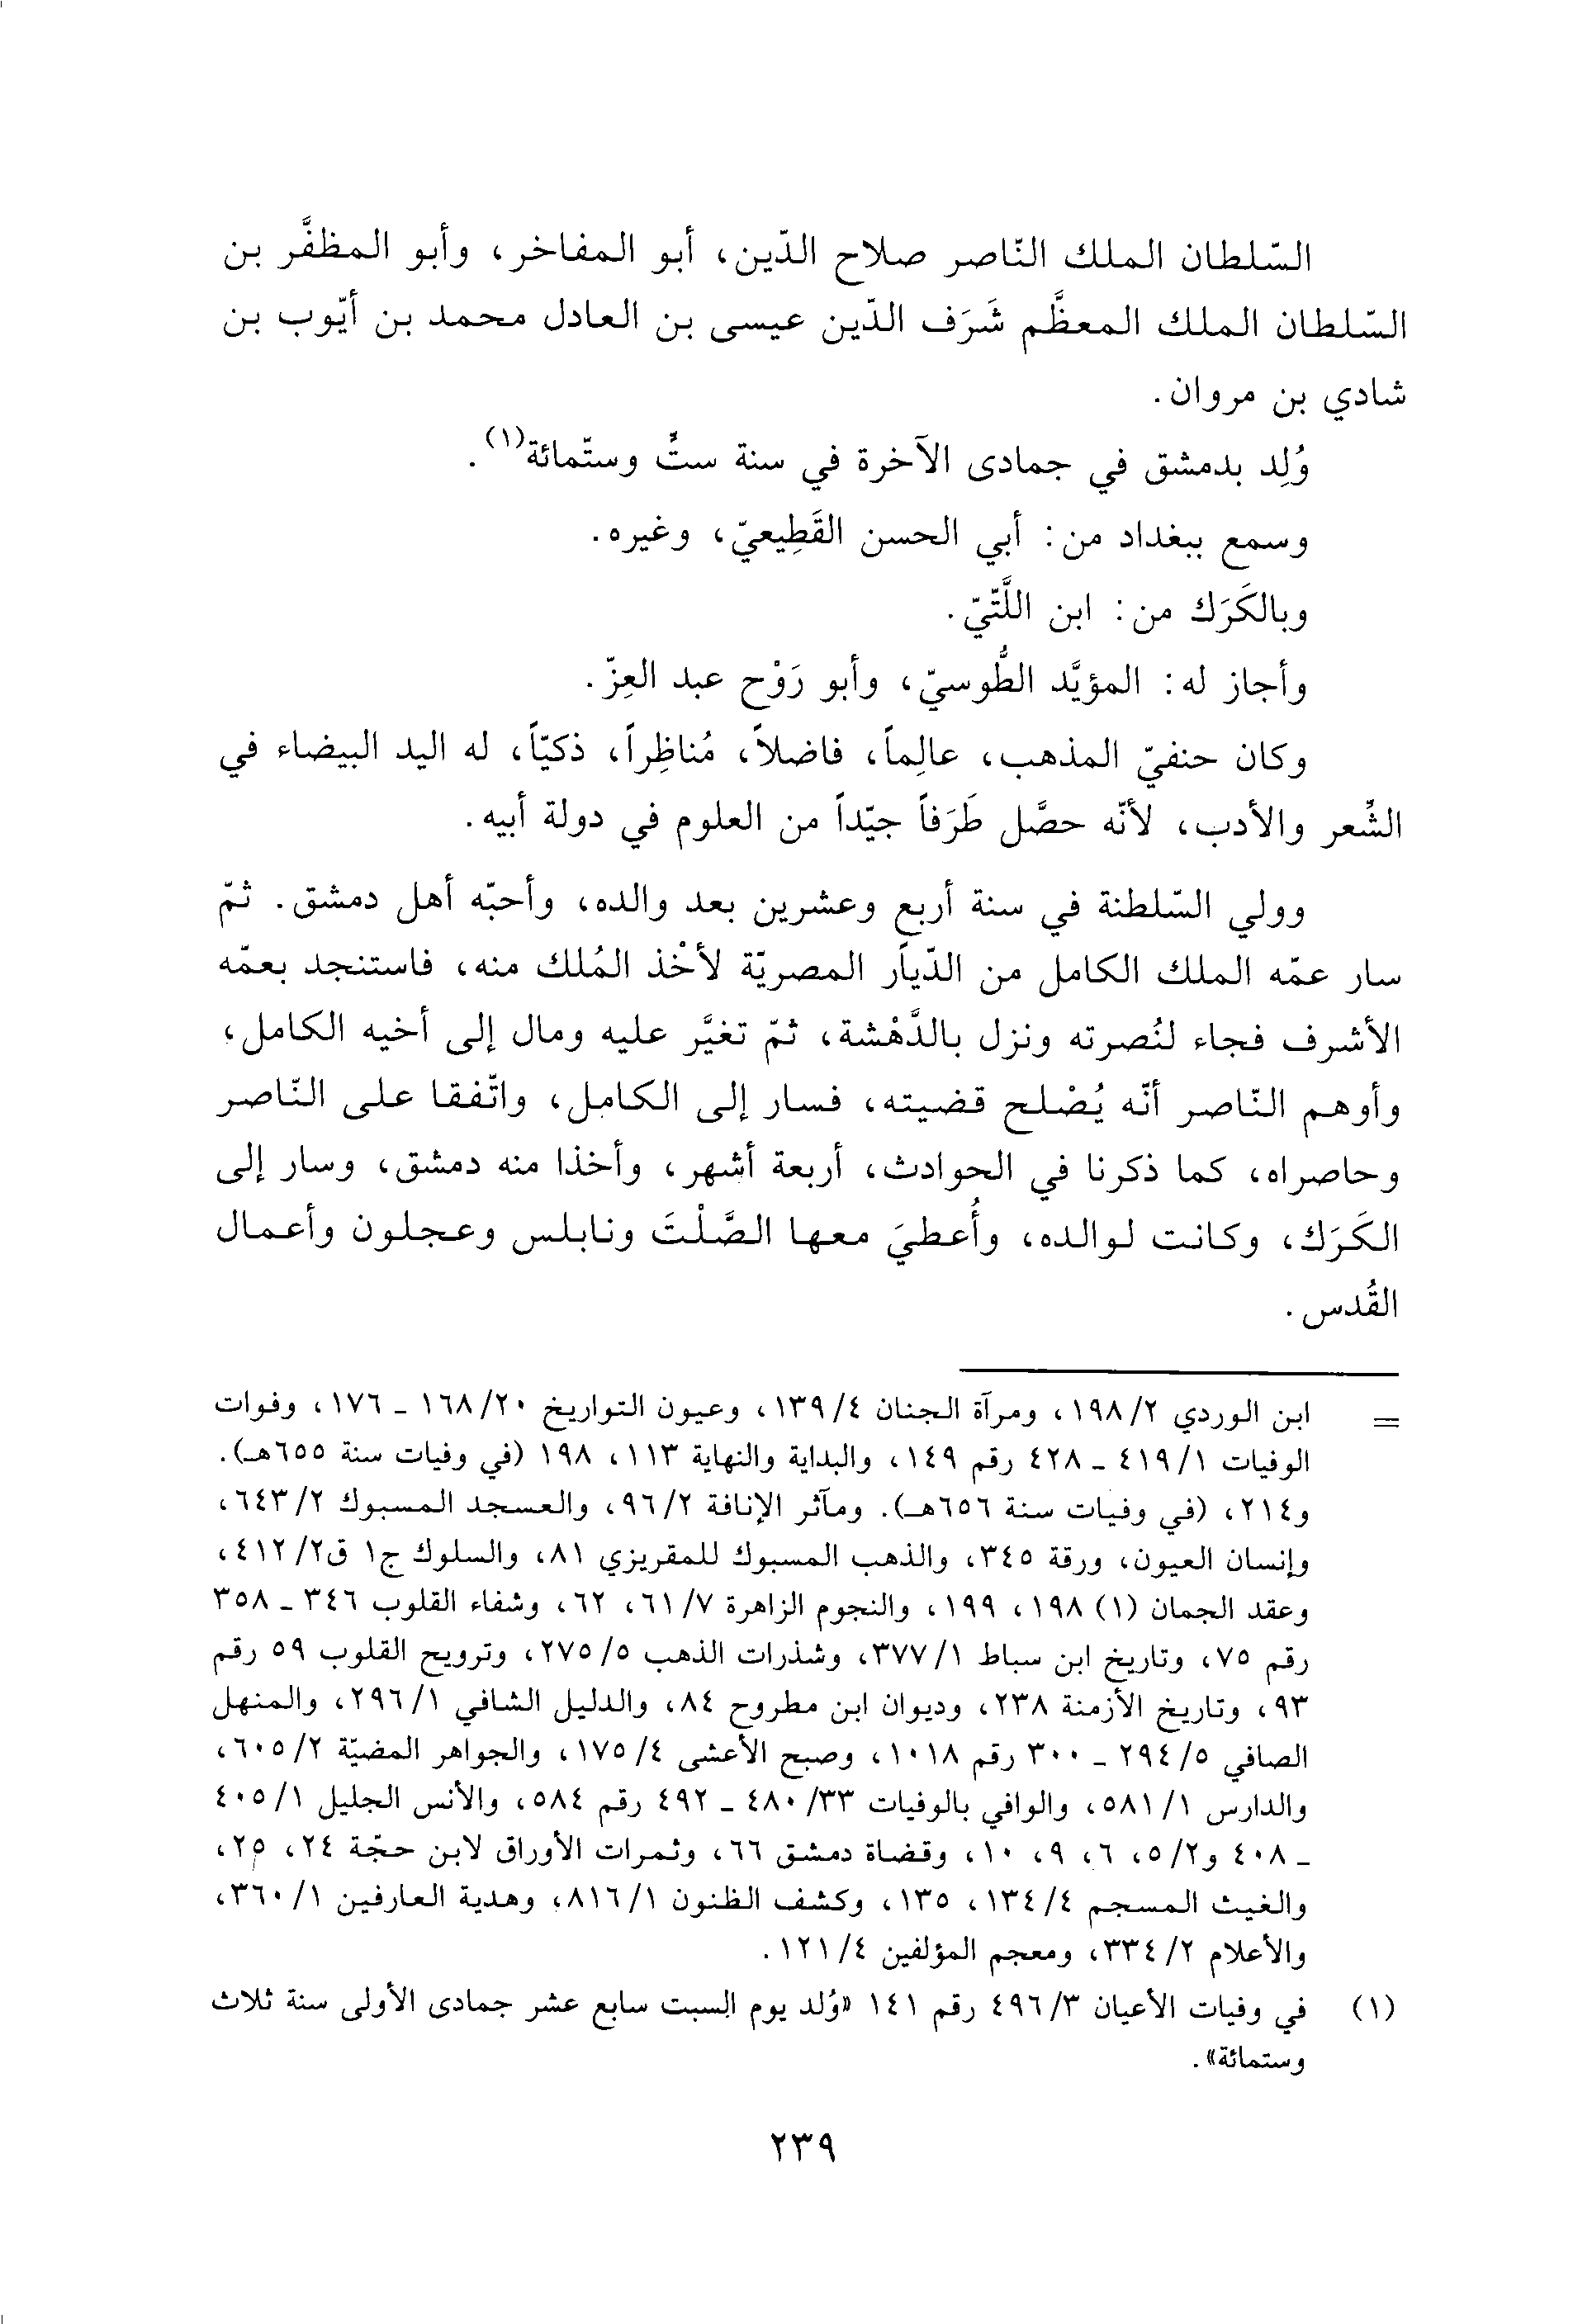 السّلطان الملك النّاصر صلاح الدّين، أبو المفاخر، وأبو المظفَّر بن
السّلطان الملك المعظَّم شَرَف الدّين عيسى بن العادل محمد بن أيّوب بن
شادي بن مروان.
وُلِد بدمشق في جمادى الآخرة في سنة ستٍّ وستّمائة(١).
وسمع ببغداد من: أبي الحسن القَطِيعيّ، وغيره.
وبالكَرَك من: ابن اللَّتّيّ.
وأجاز له: المؤيَّد الطُّوسيّ، وأبو رَوْح عبد العِزّ.
وكان حنفيّ المذهب، عالِماً، فاضلاً، مُناظِراً، ذكيّاً، له اليد البيضاء في
الشِّعر والأدب، لأنّه حصَّل طَرَفاً جيّداً من العلوم في دولة أبيه.
وولي السّلطنة في سنة أربع وعشرين بعد والده، وأحبّه أهل دمشق. ثمّ
سار عمّه الملك الكامل من الدّيار المصريّة لأخْذ المُلك منه، فاستنجد بعمّه
الأشرف فجاء لنُصرته ونزل بالدَّهْشة، ثمّ تغيَّر عليه ومال إلى أخيه الكامل،
وأوهم النّاصر أنّه يُصْلح قضيته، فسار إلى الكامل، واتّفقا على النّاصر
وحاصراه، كما ذكرنا في الحوادث، أربعة أشهر، وأخذا منه دمشق، وسار إلى
الكَرَك، وكانت لوالده، وأُعطيَ معها الصَّلْتَ ونابلس وعجلون وأعمال
القُدس.
= ابن الوردي ٢/ ١٩٨، ومرآة الجنان ٤/ ١٣٩، وعيون التواريخ ٢٠/ ١٦٨ ـ ١٧٦، وفوات
الوفيات ١/ ٤١٩ ـ ٤٢٨ رقم ١٤٩، والبداية والنهاية ١١٣، ١٩٨ (في وفيات سنة ٦٥٥هـ).
و٢١٤، (في وفيات سنة ٦٥٦هـ). ومآثر الإنافة ٢/ ٩٦، والعسجد المسبوك ٢/ ٦٤٣،
وإنسان العيون، ورقة ٣٤٥، والذهب المسبوك للمقريزي ٨١، والسلوك ج١ ق٢/ ٤١٢،
وعقد الجمان (١) ١٩٨، ١٩٩، والنجوم الزاهرة ٧/ ٦١، ٦٢، وشفاء القلوب ٣٤٦ ـ ٣٥٨
رقم ٧٥، وتاريخ ابن سباط ١/ ٣٧٧، وشذرات الذهب ٥/ ٢٧٥، وترويح القلوب ٥٩ رقم
٩٣، وتاريخ الأزمنة ٢٣٨، وديوان ابن مطروح ٨٤، والدليل الشافي ١/ ٢٩٦، والمنهل
الصافي ٥/ ٢٩٤ ـ ٣٠٠ رقم ١٠١٨، وصبح الأعشى ٤/ ١٧٥، والجواهر المضيّة ٢/ ٦٠٥،
والدارس ١/ ٥٨١، والوافي بالوفيات ٣٣/ ٤٨٠ ـ ٤٩٢ رقم ٥٨٤، والأنس الجليل ١/ ٤٠٥
ـ ٤٠٨ و٢/ ٥، ٦، ٩، ١٠، وقضاة دمشق ٦٦، وثمرات الأوراق لابن حجّة ٢٤، ٢٥،
والغيث المسجم ٤/ ١٣٤، ١٣٥، وكشف الظنون ١/ ٨١٦، وهدية العارفين ١/ ٣٦٠،
والأعلام ٢/ ٣٣٤، ومعجم المؤلفين ٤/ ١٢١.
(١) في وفيات الأعيان ٣/ ٤٩٦ رقم ١٤١ «وُلد يوم السبت سابع عشر جمادى الأولى سنة ثلاث
وستمائة».
٢٣٩